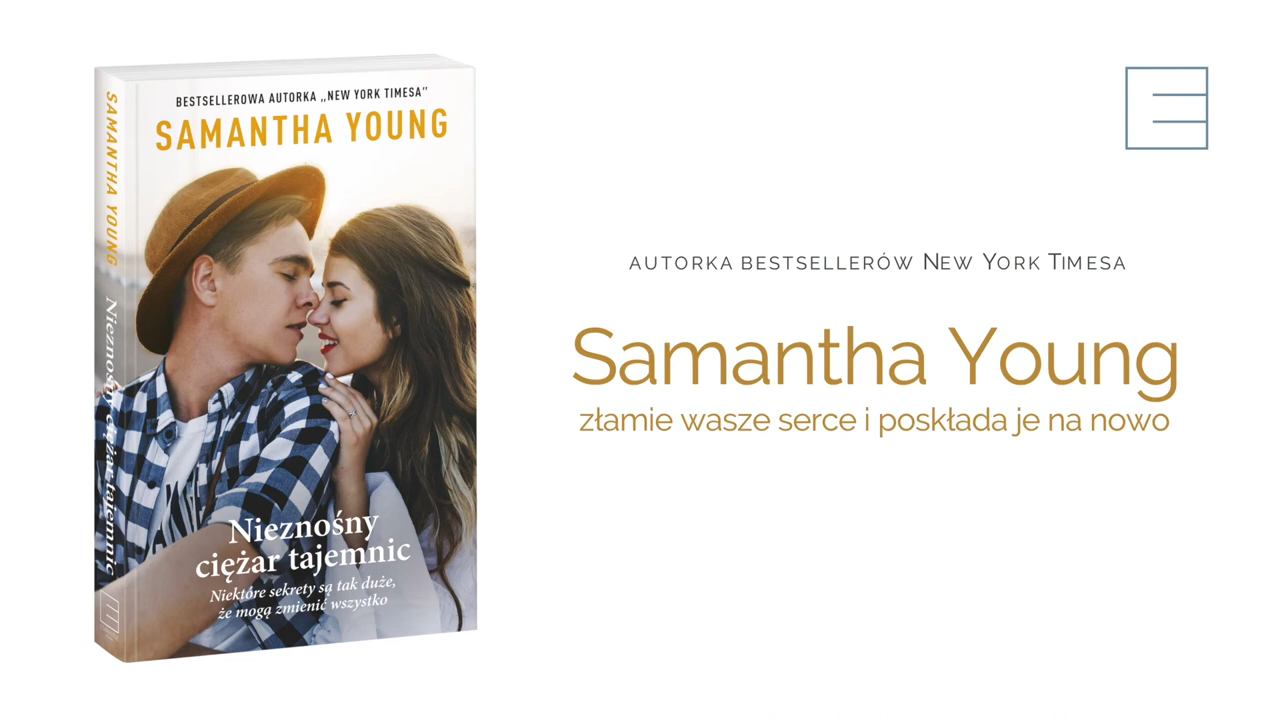 BESTSELLEROWA AUTORKA „NEW YORK TIMESA”
SAMANTHA YOUNG
Nieznośny
ciężar tajemnic
Niektóre sekrety są tak duże,
że mogą zmienić wszystko
SAMANTHA YOUNG
Nieznośny ciężar tajemnic
AUTORKA BESTSELLERÓW NEW YORK TIMESA
Samantha Young
złamie wasze serce i poskłada je na nowo